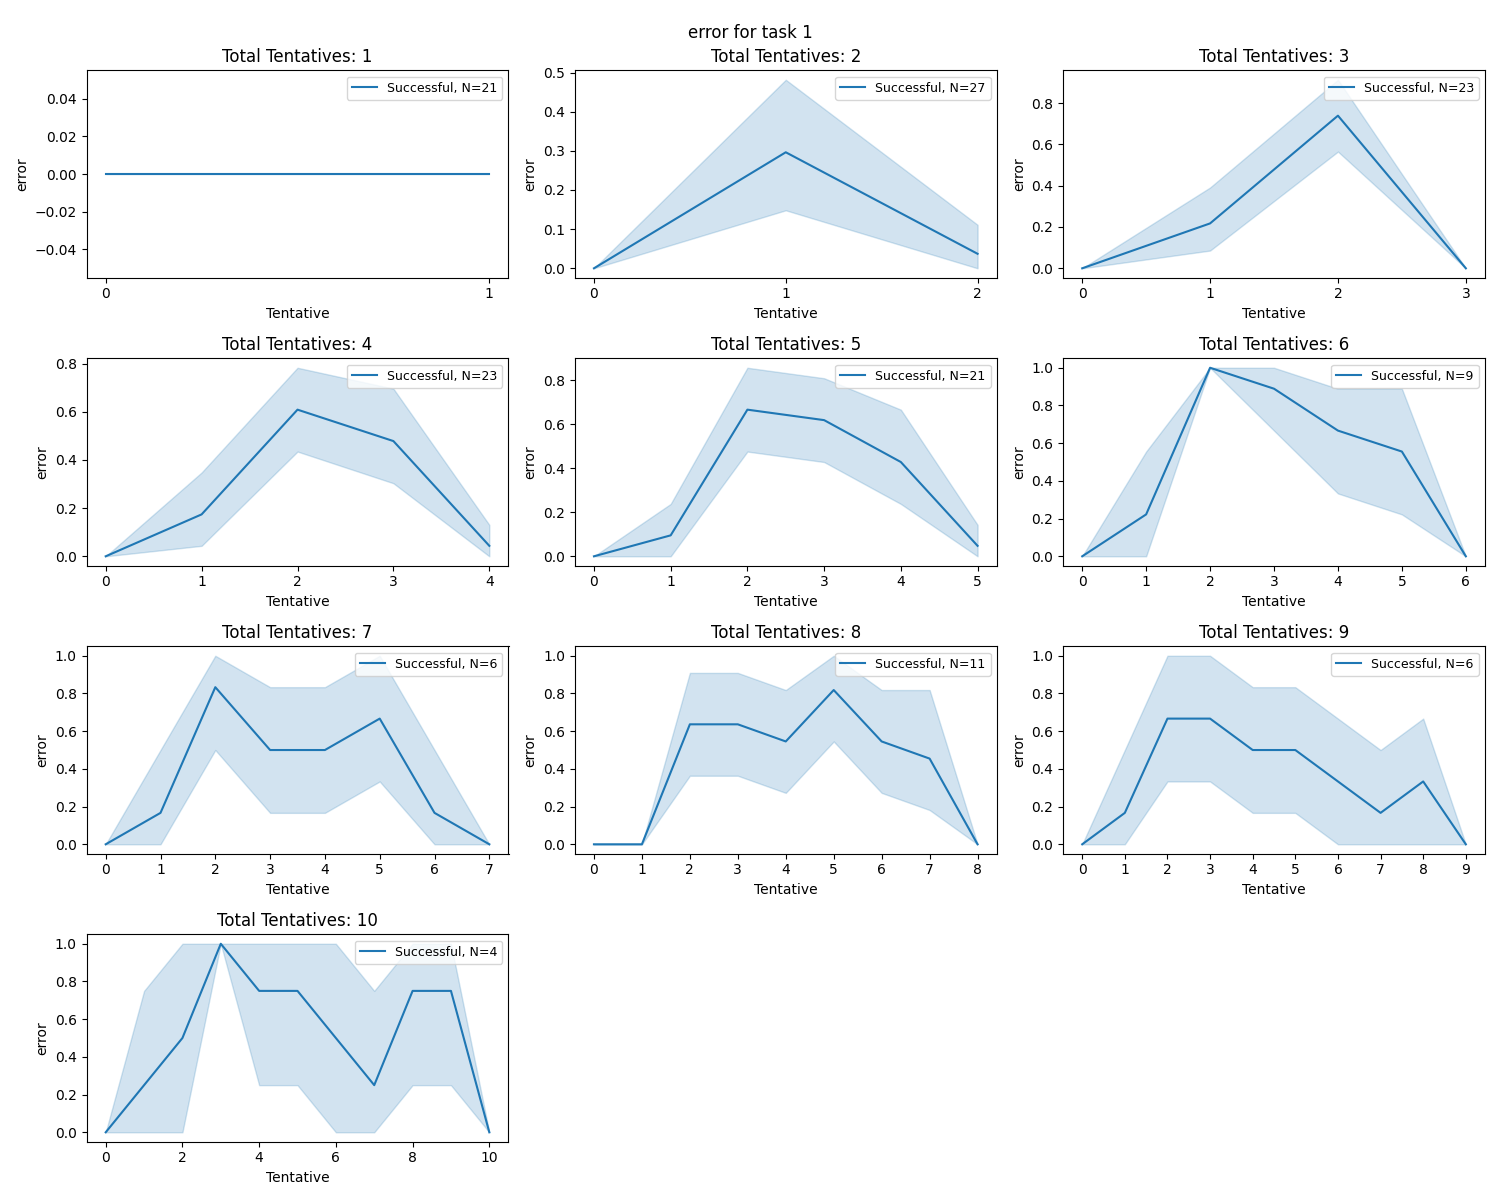 error for task 1
Total Tentatives: 1
Successful, N=21
0.04
0.02
0.00
−0.02
−0.04
error
0 1
Tentative
Total Tentatives: 2
Successful, N=27
0.5
0.4
0.3
0.2
0.1
0.0
error
0 1 2
Tentative
Total Tentatives: 3
Successful, N=23
0.8
0.6
0.4
0.2
0.0
error
0 1 2 3
Tentative
Total Tentatives: 4
Successful, N=23
0.8
0.6
0.4
0.2
0.0
error
0 1 2 3 4
Tentative
Total Tentatives: 5
Successful, N=21
0.8
0.6
0.4
0.2
0.0
error
0 1 2 3 4 5
Tentative
Total Tentatives: 6
Successful, N=9
1.0
0.8
0.6
0.4
0.2
0.0
error
0 1 2 3 4 5 6
Tentative
Total Tentatives: 7
Successful, N=6
1.0
0.8
0.6
0.4
0.2
0.0
error
0 1 2 3 4 5 6 7
Tentative
Total Tentatives: 8
Successful, N=11
1.0
0.8
0.6
0.4
0.2
0.0
error
0 1 2 3 4 5 6 7 8
Tentative
Total Tentatives: 9
Successful, N=6
1.0
0.8
0.6
0.4
0.2
0.0
error
0 1 2 3 4 5 6 7 8 9
Tentative
Total Tentatives: 10
Successful, N=4
1.0
0.8
0.6
0.4
0.2
0.0
error
0 2 4 6 8 10
Tentative